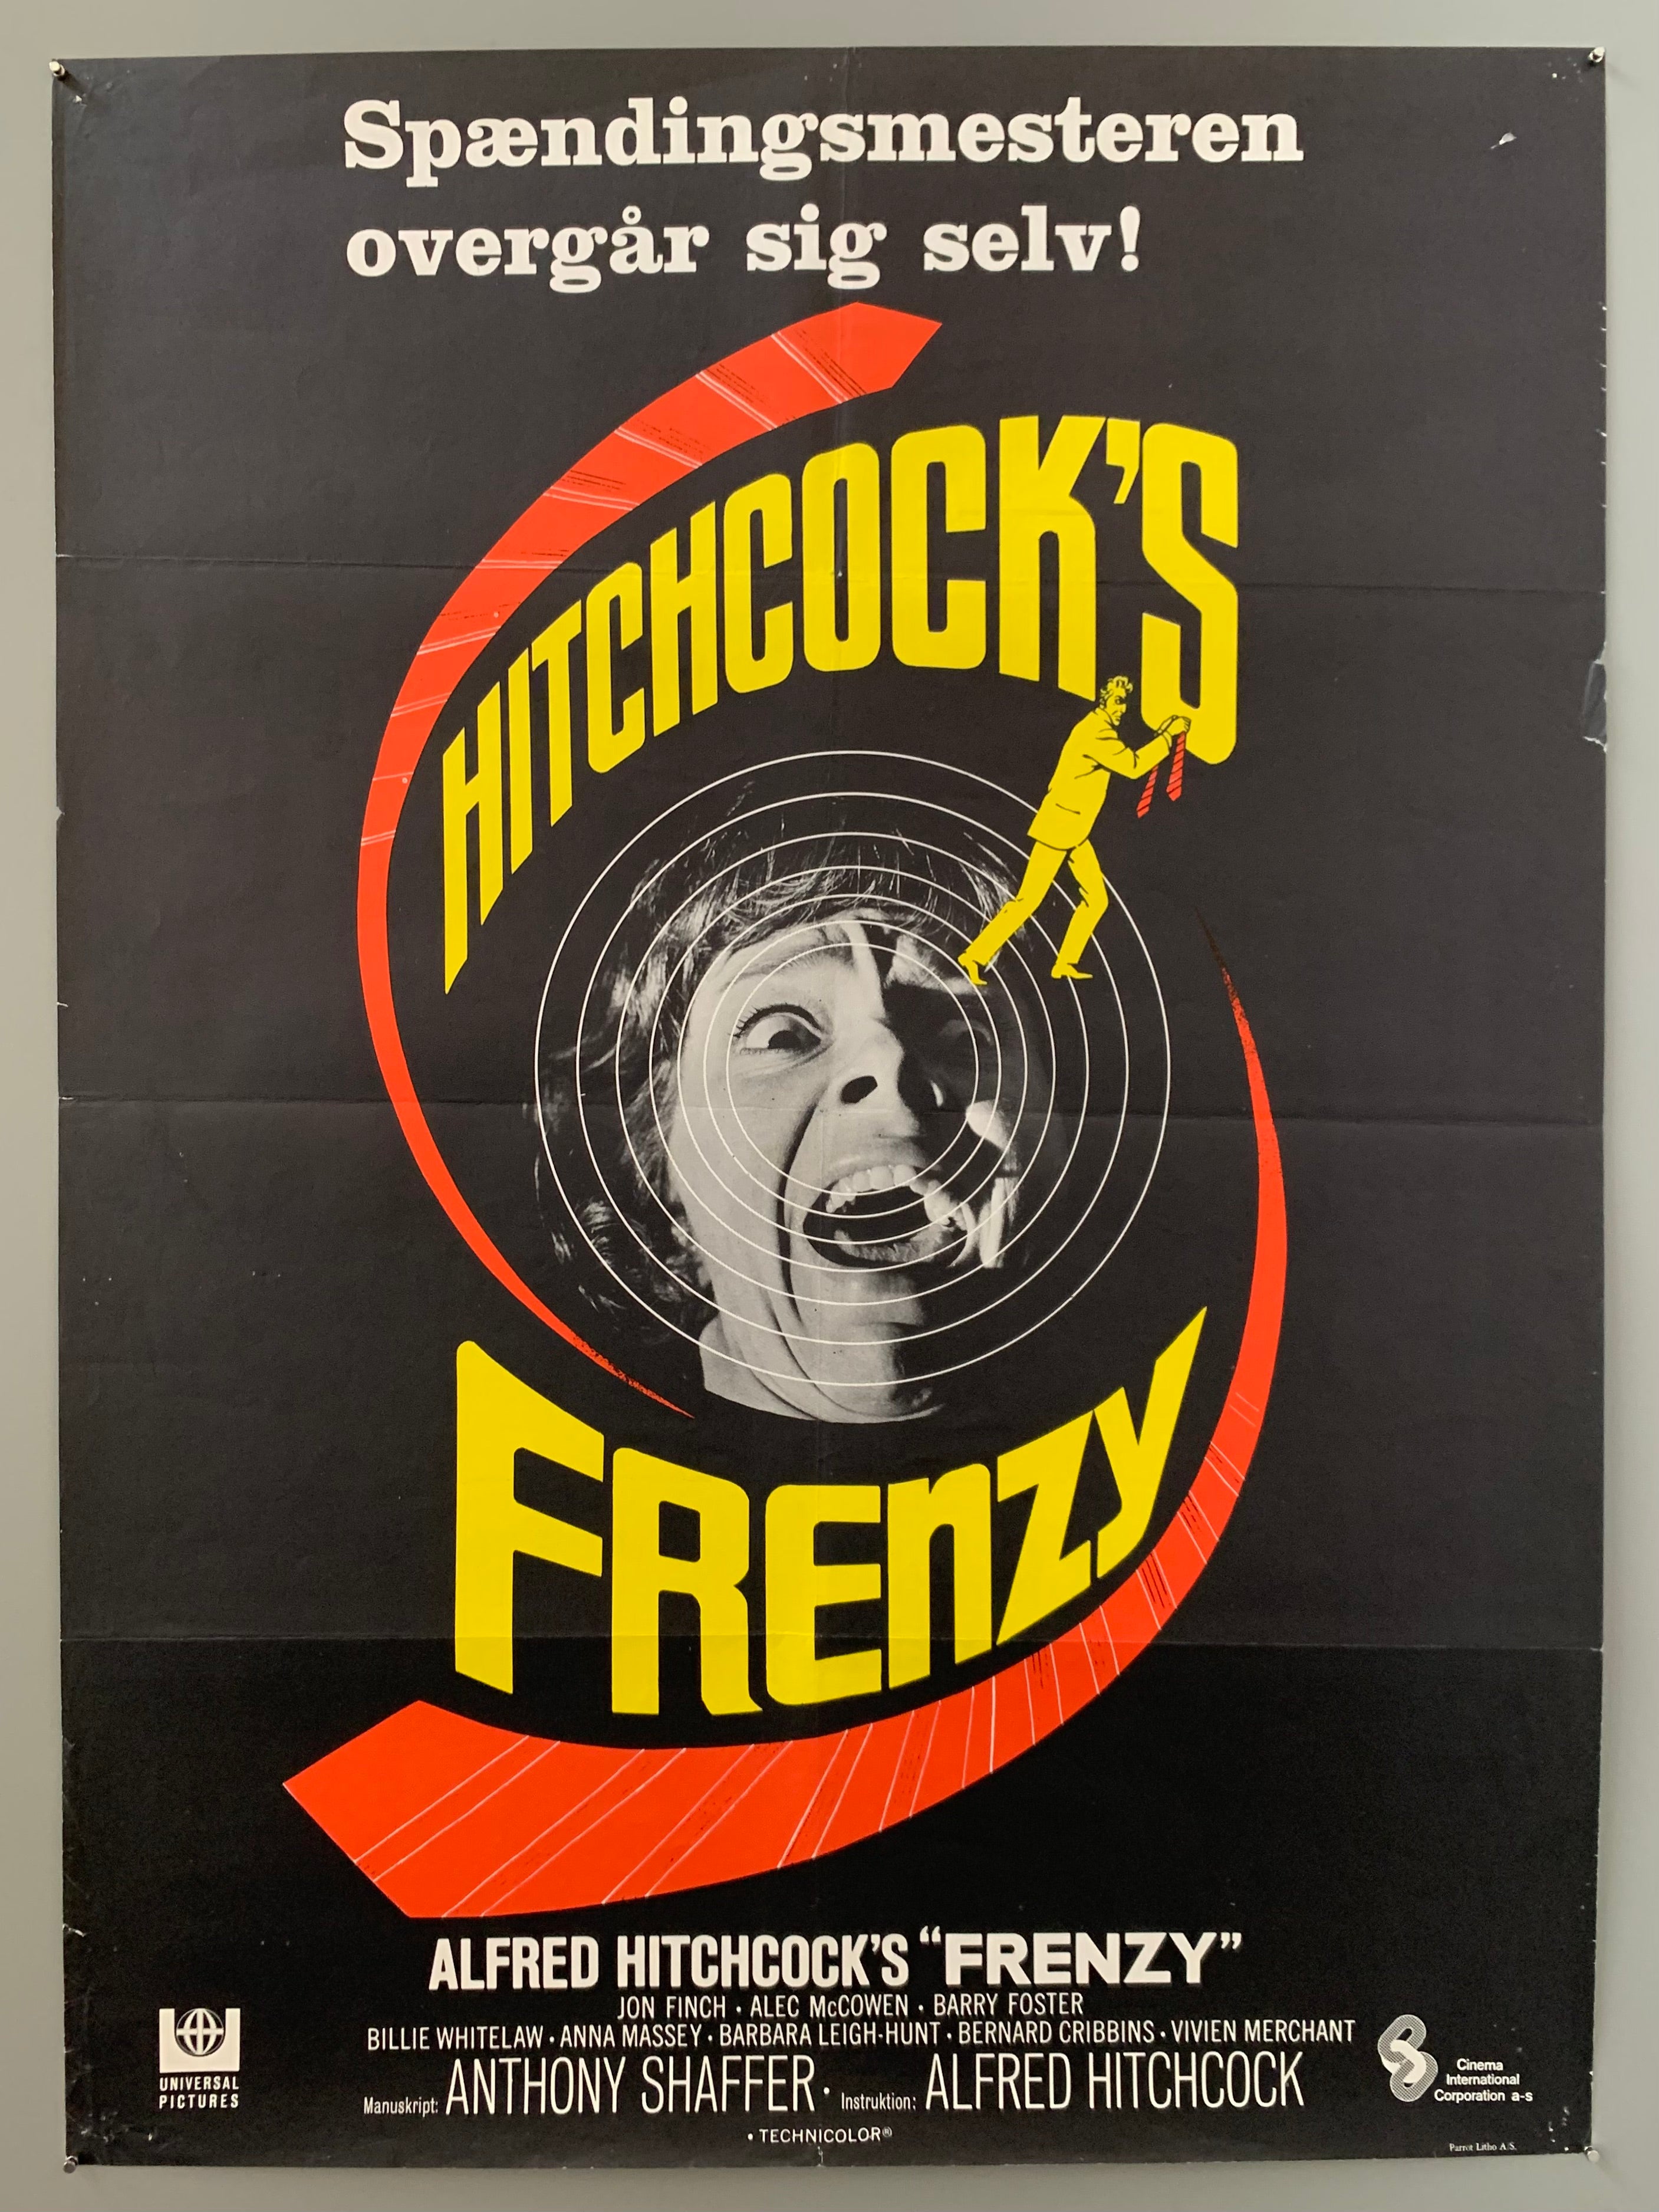 Spændingsmesteren
overgår sig selv!
HITCHCOCK'S
FRENZY
ALFRED HITCHCOCK'S “FRENZY”
JON FINCH • ALEC McCOWEN • BARRY FOSTER
BILLIE WHITELAW • ANNA MASSEY • BARBARA LEIGH-HUNT • BERNARD CRIBBINS • VIVIEN MERCHANT
Manuskript: ANTHONY SHAFFER • Instruktion: ALFRED HITCHCOCK
• TECHNICOLOR®
UNIVERSAL
PICTURES
Cinema
International
Corporation a-s
Parrot Litho A/S.